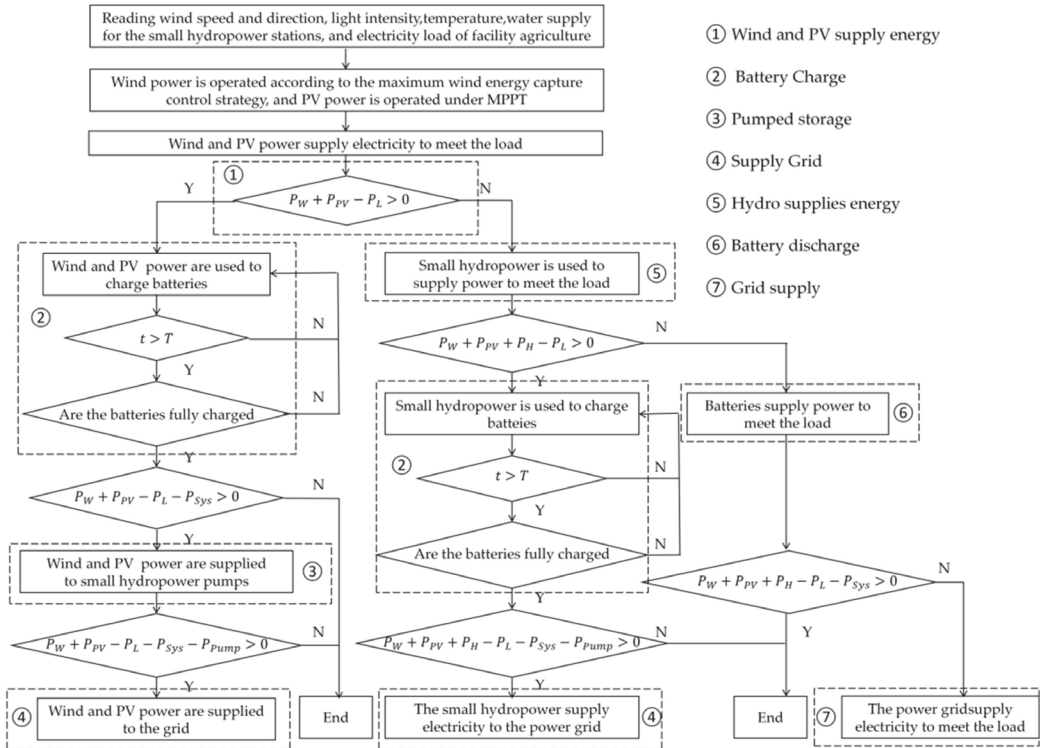 Reading wind speed and direction, light intensity,temperature,water supply
for the small hydropower stations, and electricity load of facility agriculture
Wind power is operated according to the maximum wind energy capture
control strategy, and PV power is operated under MPPT
Wind and PV power supply electricity to meet the load
①
Y
N
P_W + P_PV − P_L > 0
Wind and PV power are used to
charge batteries
②
t > T
N
Y
Are the batteries fully charged
N
Y
P_W + P_PV − P_L − P_Sys > 0
N
Y
Wind and PV power are supplied
to small hydropower pumps
③
P_W + P_PV − P_L − P_Sys − P_Pump > 0
N
Y
④
Wind and PV power are supplied
to the grid
End
Small hydropower is used to
supply power to meet the load
⑤
P_W + P_PV + P_H − P_L > 0
N
Y
Small hydropower is used to charge
batteies
②
t > T
N
Y
Are the batteries fully charged
N
Y
P_W + P_PV + P_H − P_L − P_Sys − P_Pump > 0
N
Y
The small hydropower supply
electricity to the power grid
④
Batteries supply power to
meet the load
⑥
P_W + P_PV + P_H − P_L − P_Sys > 0
N
Y
End
⑦
The power gridsupply
electricity to meet the load
① Wind and PV supply energy
② Battery Charge
③ Pumped storage
④ Supply Grid
⑤ Hydro supplies energy
⑥ Battery discharge
⑦ Grid supply